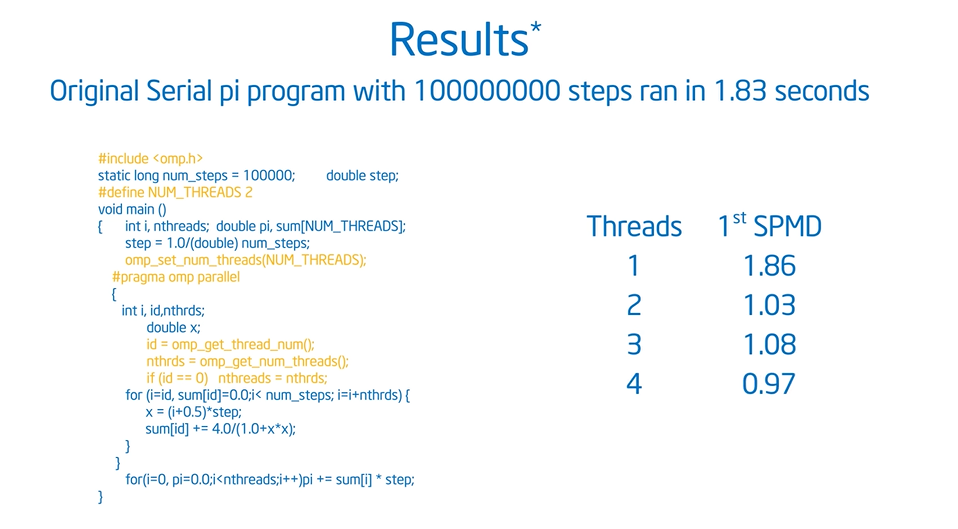 Results*
Original Serial pi program with 100000000 steps ran in 1.83 seconds
#include <omp.h>
static long num_steps = 100000;        double step;
#define NUM_THREADS 2
void main ()
{      int i, nthreads;  double pi, sum[NUM_THREADS];
step = 1.0/(double) num_steps;
omp_set_num_threads(NUM_THREADS);
#pragma omp parallel
{
int i, id,nthrds;
double x;
id = omp_get_thread_num();
nthrds = omp_get_num_threads();
if (id == 0)   nthreads = nthrds;
for (i=id, sum[id]=0.0;i< num_steps; i=i+nthrds) {
x = (i+0.5)*step;
sum[id] += 4.0/(1.0+x*x);
}
}
for(i=0, pi=0.0;i<nthreads;i++)pi += sum[i] * step;
}
Threads 1st SPMD
1 1.86
2 1.03
3 1.08
4 0.97